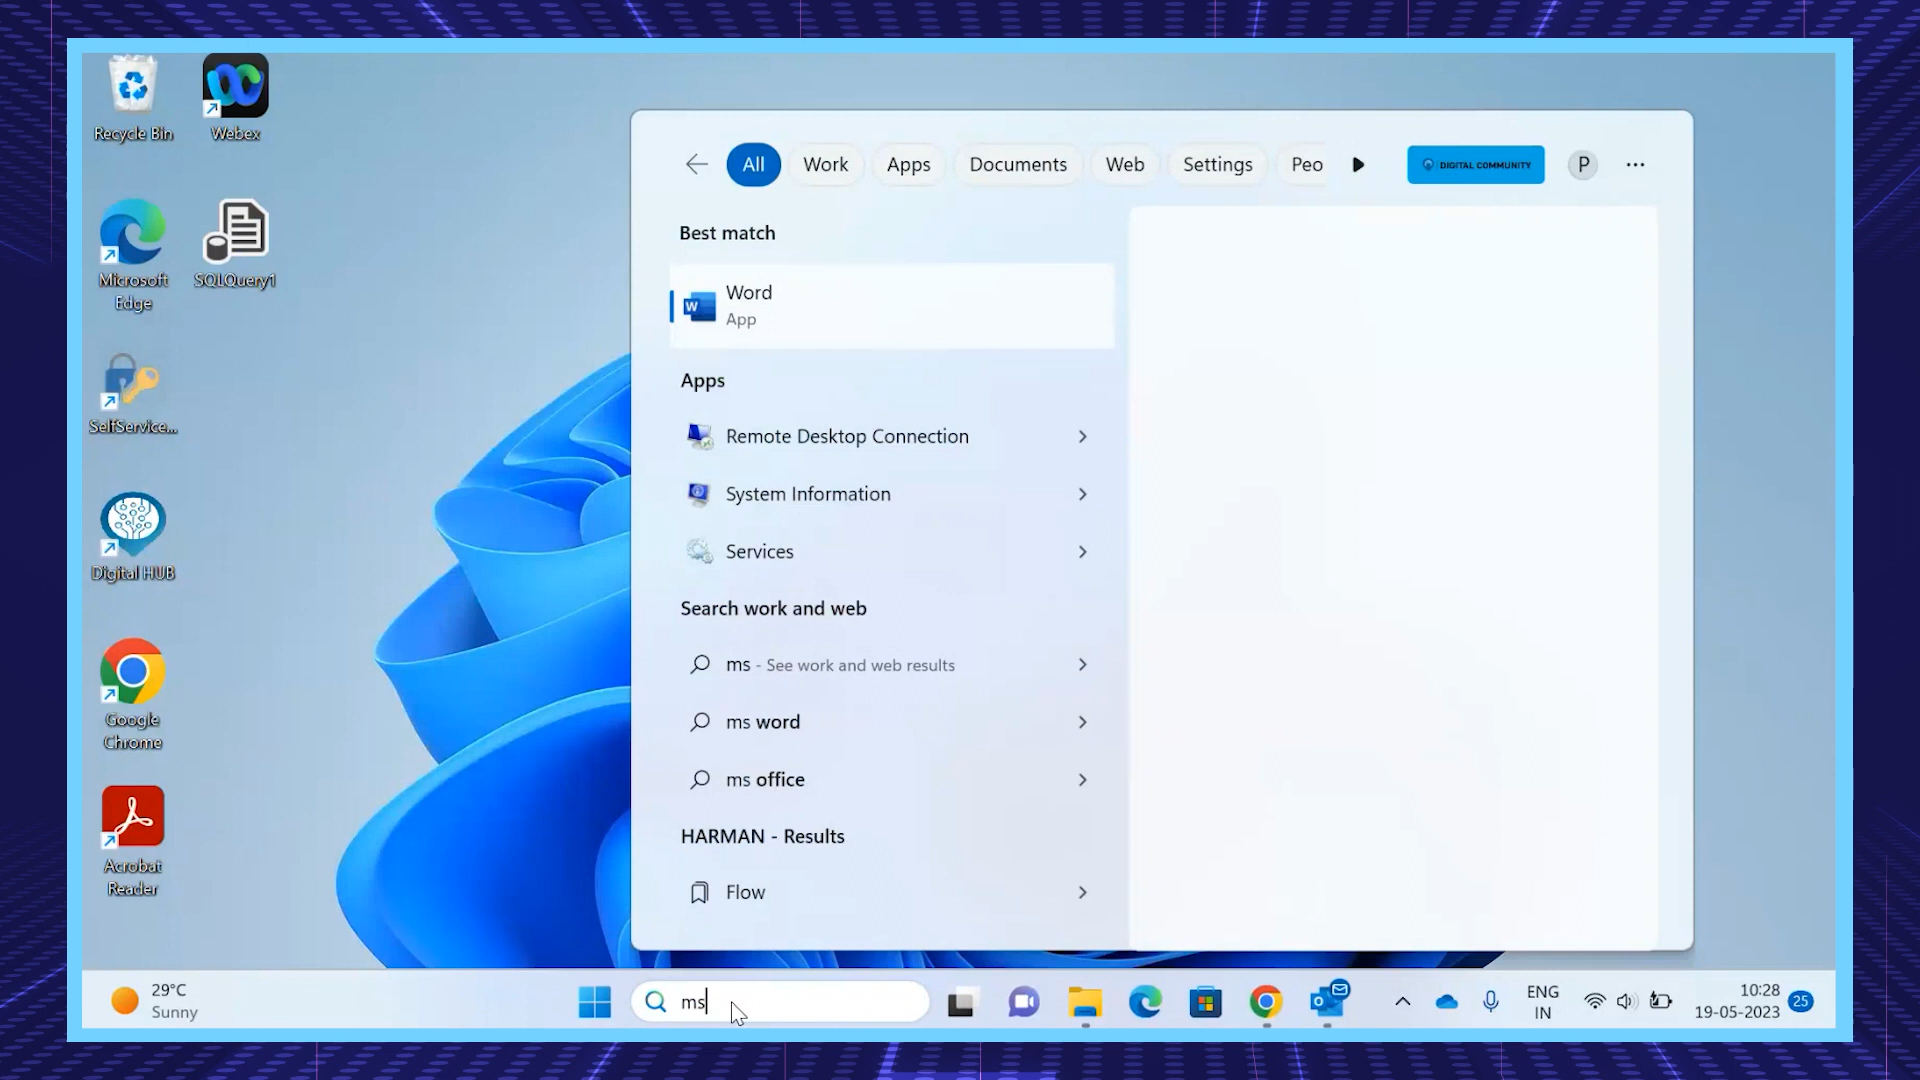 Recycle Bin
Webex
Microsoft
Edge
SQLQuery1
SelfService...
Digital HUB
Google
Chrome
Acrobat
Reader
All
Work
Apps
Documents
Web
Settings
Peo
DIGITAL COMMUNITY
P
Best match
Word
App
Apps
Remote Desktop Connection
System Information
Services
Search work and web
ms - See work and web results
ms word
ms office
HARMAN - Results
Flow
29°C
Sunny
ms
ENG
IN
10:28
19-05-2023
25